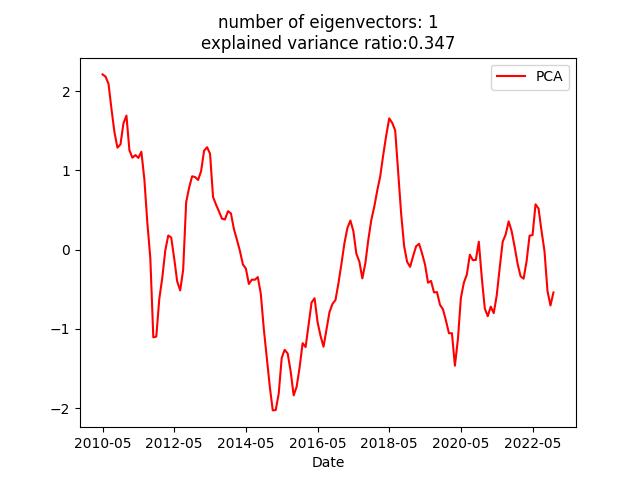 number of eigenvectors: 1
explained variance ratio:0.347
PCA
2
1
0
−1
−2
2010-05 2012-05 2014-05 2016-05 2018-05 2020-05 2022-05
Date